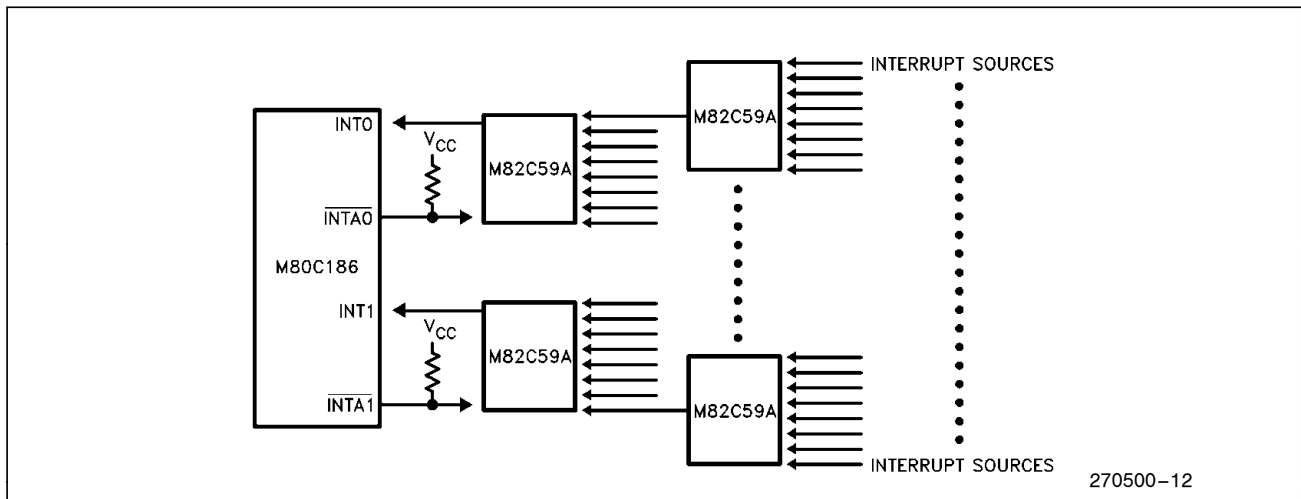 INTERRUPT SOURCES
M82C59A
INT0
V_CC
M82C59A
INTA0
M80C186
INT1
V_CC
M82C59A
INTA1
M82C59A
INTERRUPT SOURCES
270500-12